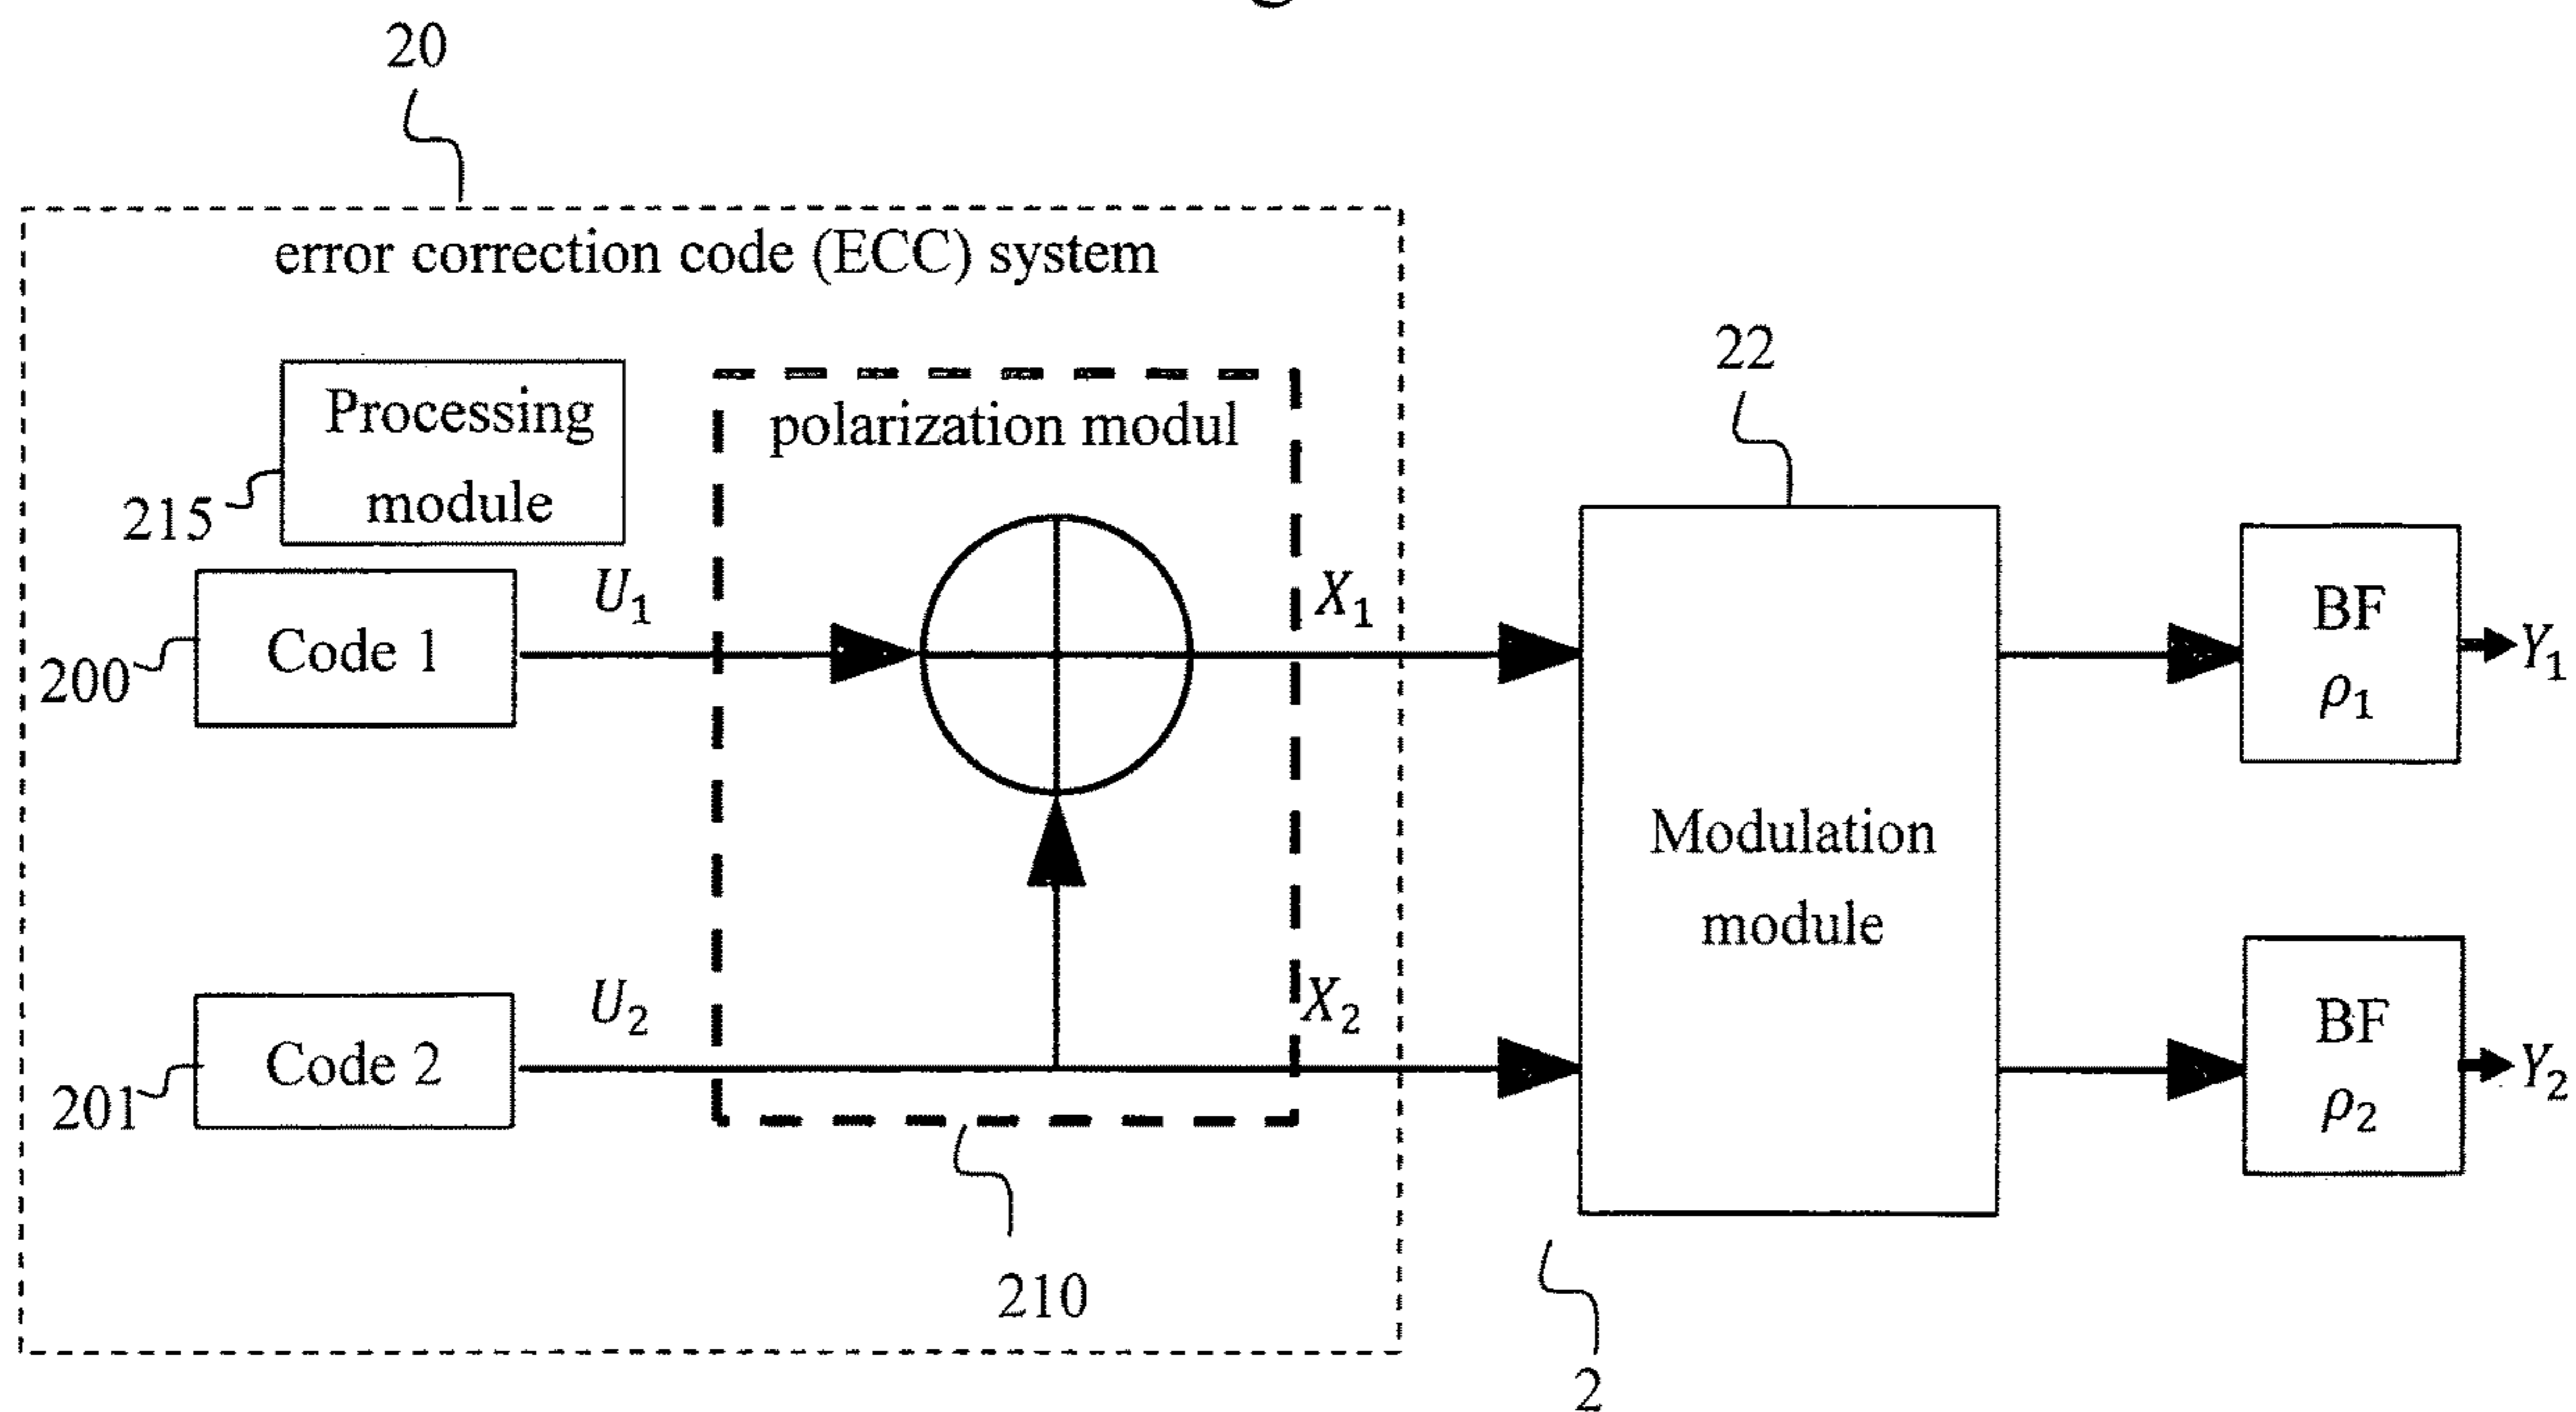 20
error correction code (ECC) system
22
Processing
module
polarization modul
215
U₁
X₁
BF
ρ₁
Y₁
Code 1
200
Modulation
module
U₂
X₂
BF
ρ₂
Y₂
Code 2
201
210
2